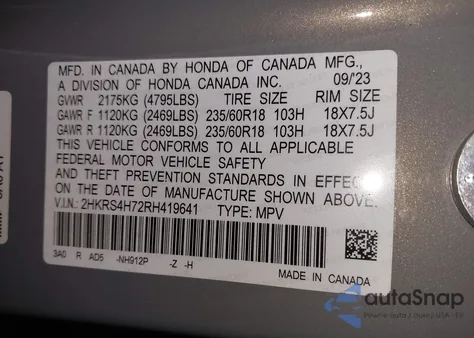 MFD. IN CANADA BY HONDA OF CANADA MFG.,
A DIVISION OF HONDA CANADA INC. 09/'23
GVWR 2175KG (4795LBS) TIRE SIZE RIM SIZE
GAWR F 1120KG (2469LBS) 235/60R18 103H 18X7.5J
GAWR R 1120KG (2469LBS) 235/60R18 103H 18X7.5J
THIS VEHICLE CONFORMS TO ALL APPLICABLE
FEDERAL MOTOR VEHICLE SAFETY
AND THEFT PREVENTION STANDARDS IN EFFECT
ON THE DATE OF MANUFACTURE SHOWN ABOVE.
V.I.N.: 2HKRS4H72RH419641 TYPE: MPV
3A0 R AD5 -NH912P -Z -H
MADE IN CANADA
autaSnap